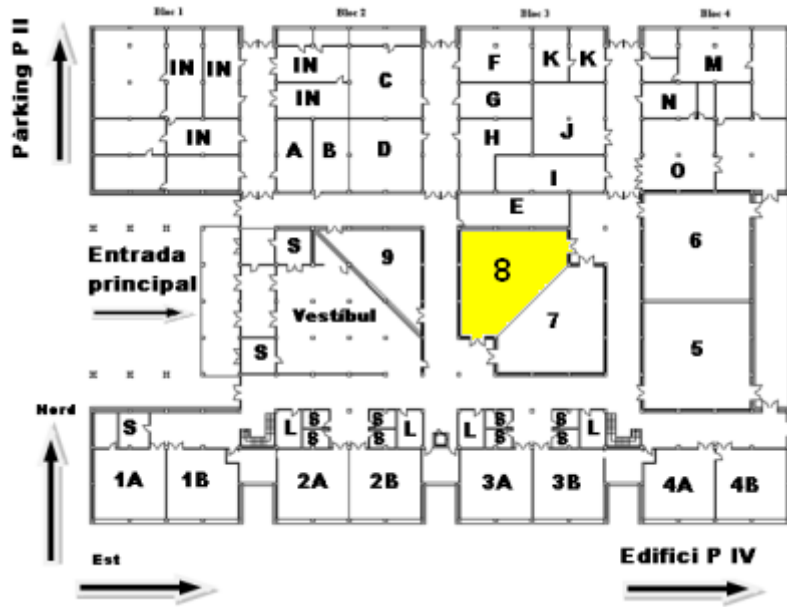 Bloc 1 Bloc 2 Bloc 3 Bloc 4
Párking P II
IN IN IN C F K K M
IN G N
IN A B D H J O
I
E
Entrada
principal
S 9 8 6
Vestíbul 7 5
S
Nord
S L S S L L S S L
S S S S
1A 1B 2A 2B 3A 3B 4A 4B
Est
Edifici P IV